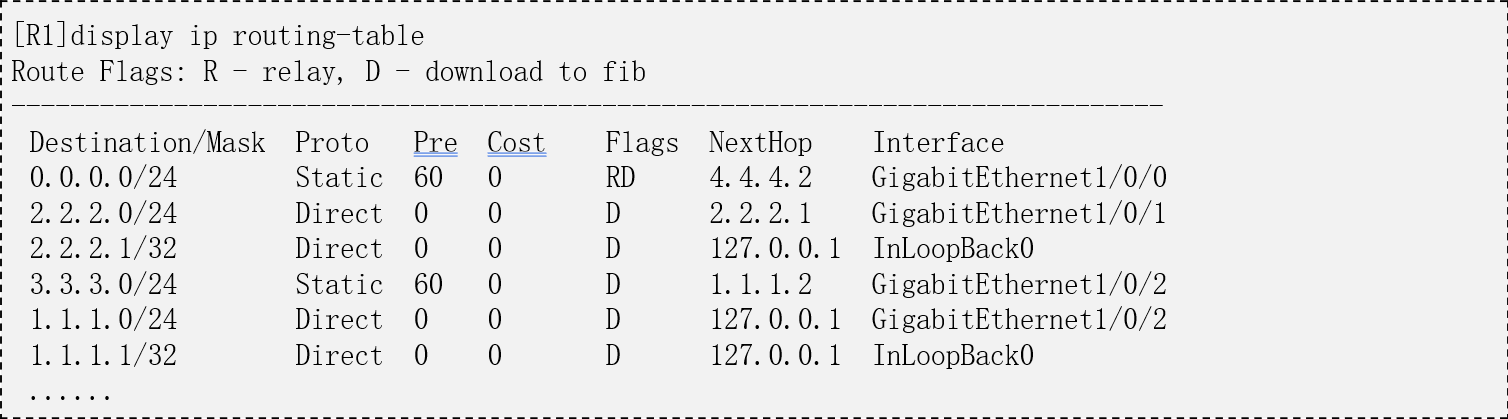 [R1]display ip routing-table
Route Flags: R - relay, D - download to fib
------------------------------------------------------------------------------
Destination/Mask  Proto  Pre  Cost    Flags  NextHop    Interface
0.0.0.0/24        Static 60   0       RD     4.4.4.2    GigabitEthernet1/0/0
2.2.2.0/24        Direct 0    0       D      2.2.2.1    GigabitEthernet1/0/1
2.2.2.1/32        Direct 0    0       D      127.0.0.1  InLoopBack0
3.3.3.0/24        Static 60   0       D      1.1.1.2    GigabitEthernet1/0/2
1.1.1.0/24        Direct 0    0       D      127.0.0.1  GigabitEthernet1/0/2
1.1.1.1/32        Direct 0    0       D      127.0.0.1  InLoopBack0
......